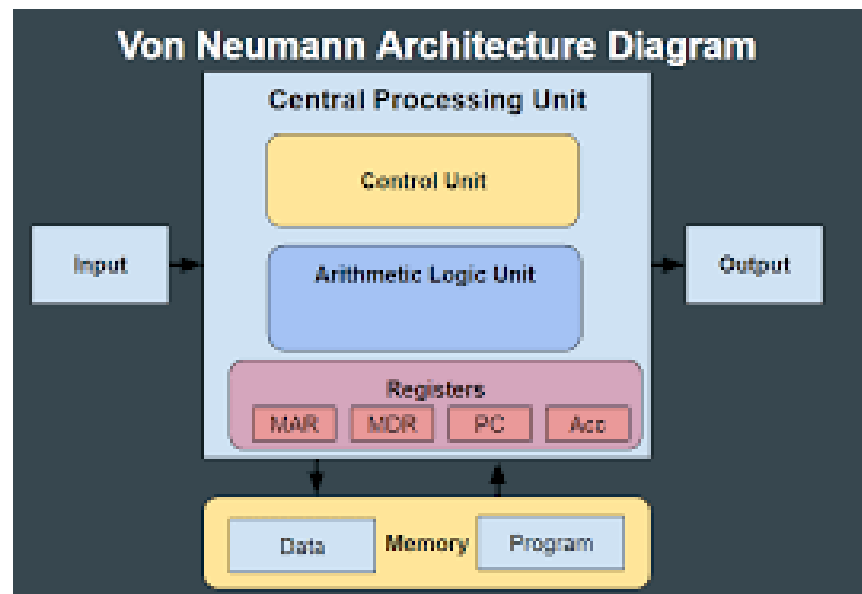 Von Neumann Architecture Diagram
Central Processing Unit
Control Unit
Input
Arithmetic Logic Unit
Output
Registers
MAR MDR PC Acc
Data Memory Program